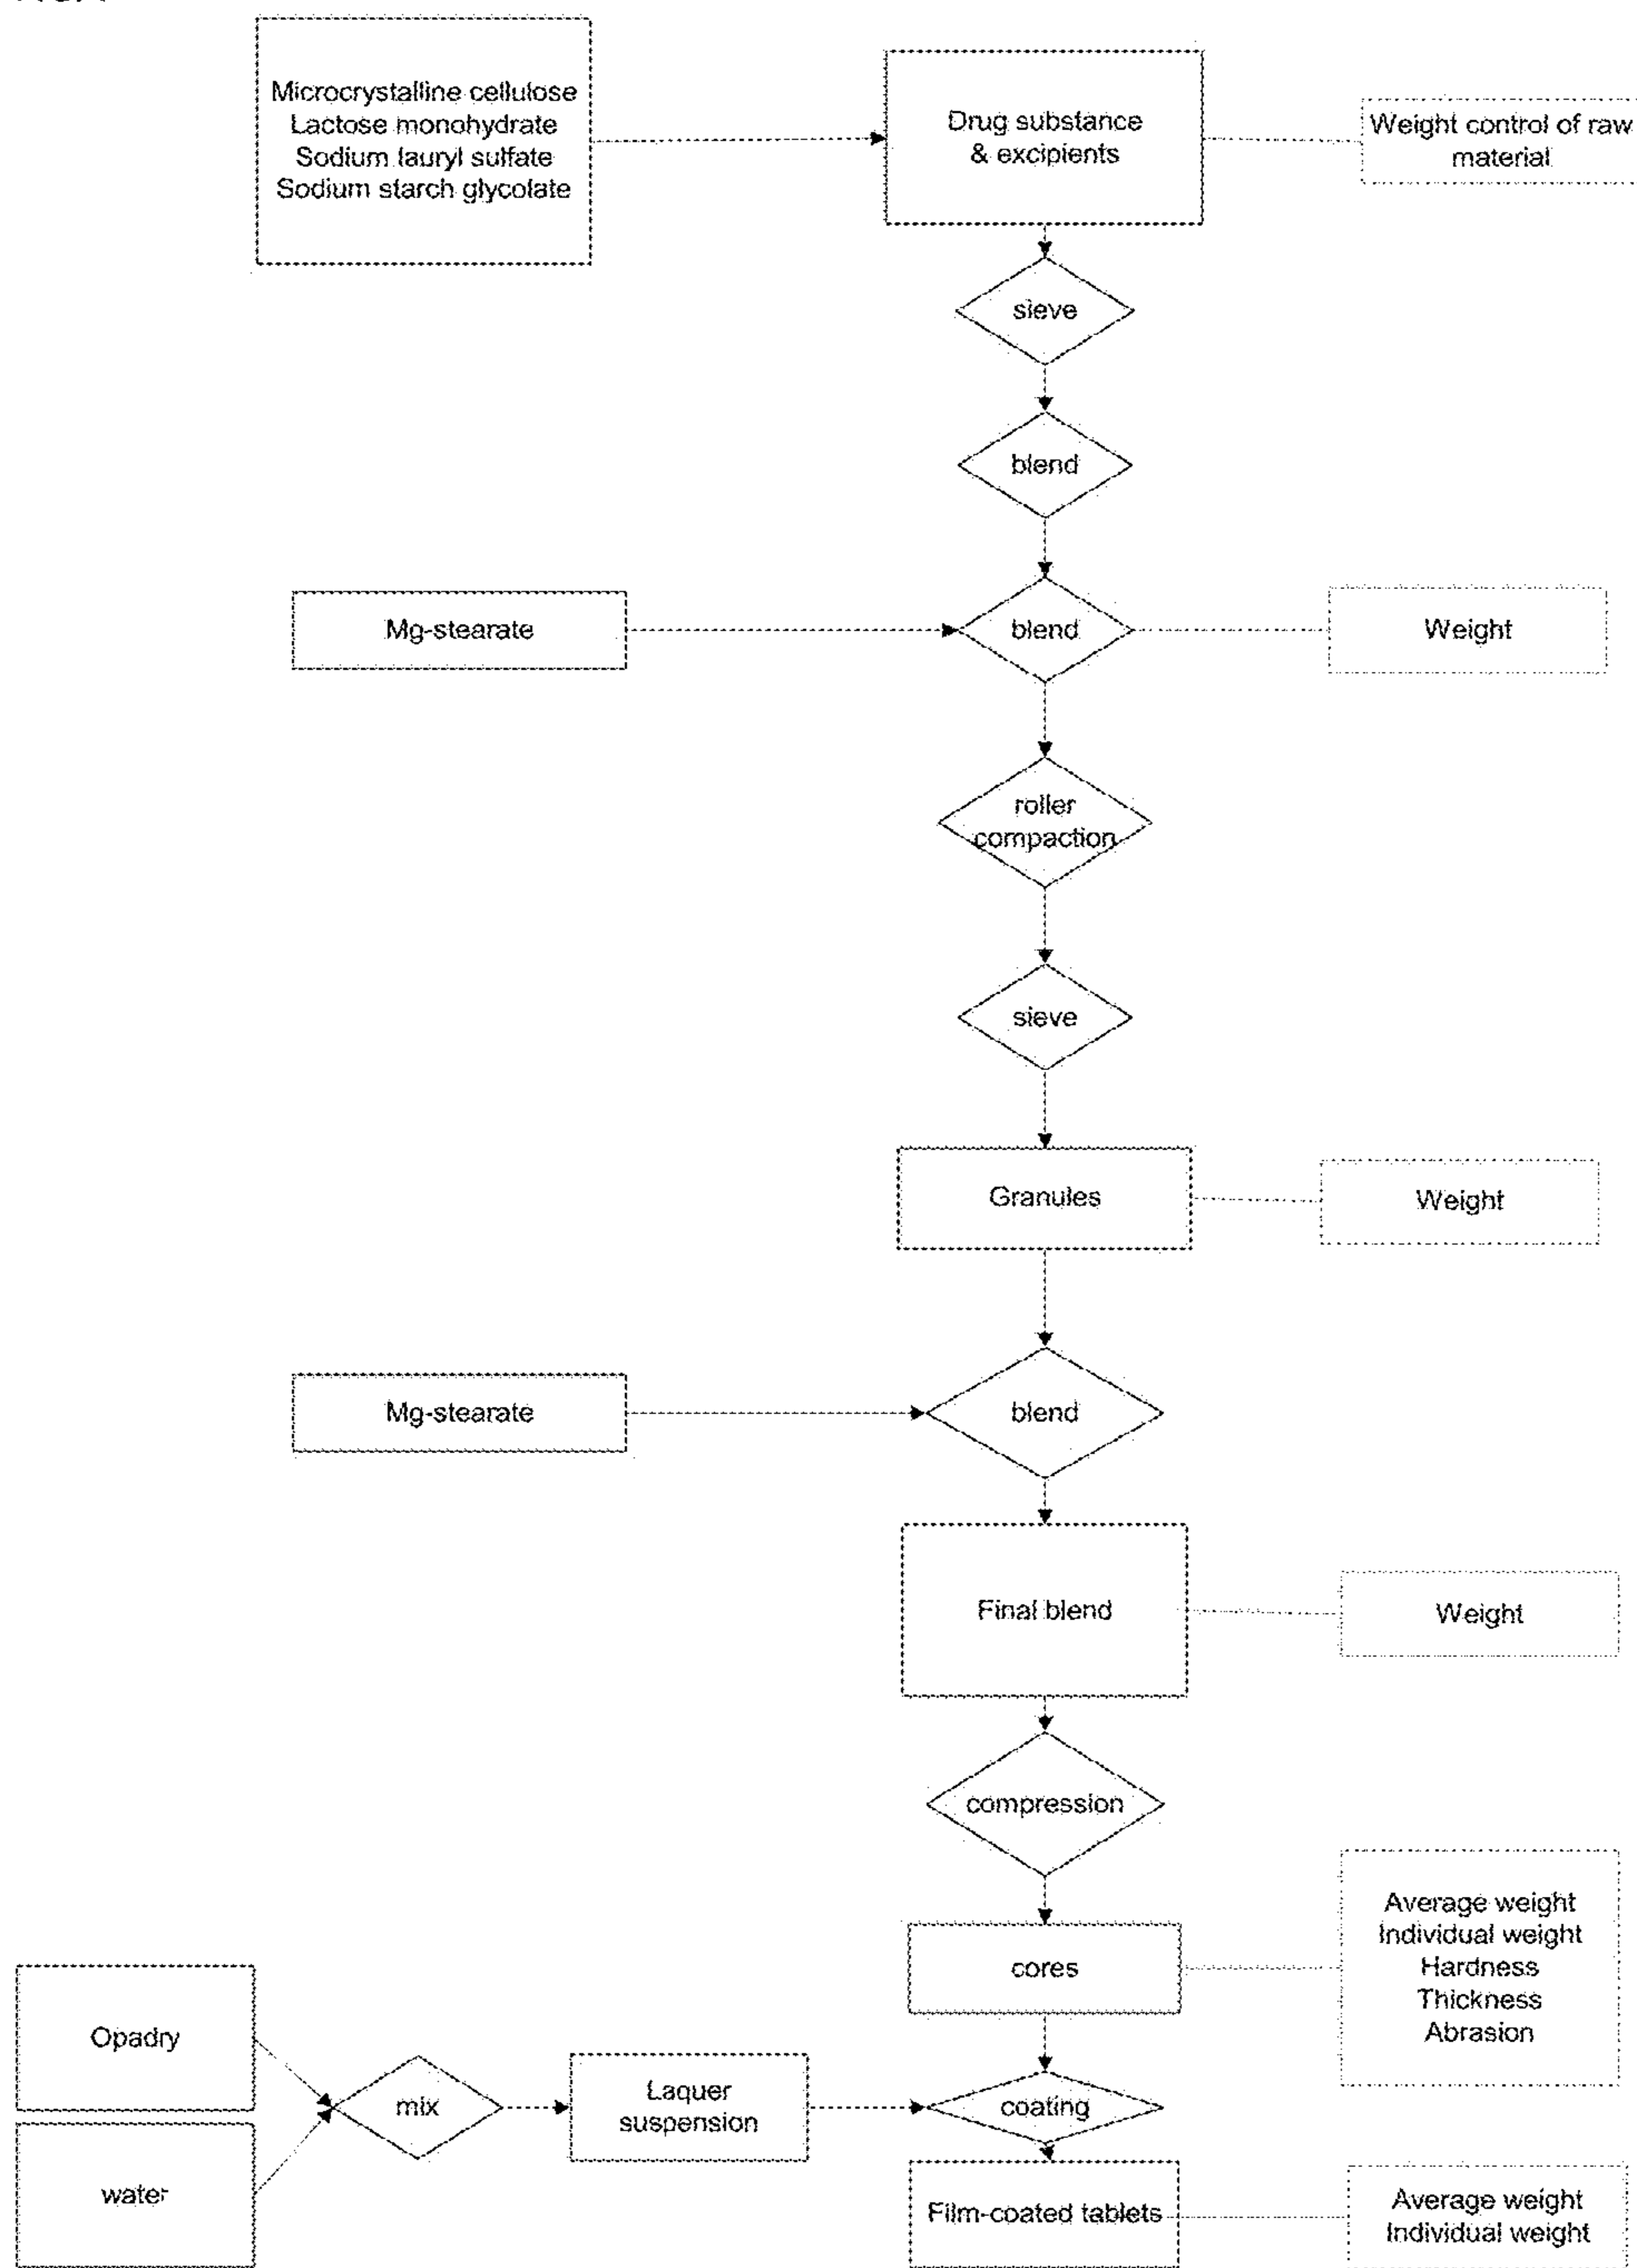 Microcrystalline cellulose
Lactose monohydrate
Sodium lauryl sulfate
Sodium starch glycolate
Drug substance
& excipients
Weight control of raw
material
sieve
blend
Mg-stearate
blend
Weight
roller
compaction
sieve
Granules
Weight
Mg-stearate
blend
Final blend
Weight
compression
cores
Average weight
Individual weight
Hardness
Thickness
Abrasion
Opadry
water
mix
Laquer
suspension
coating
Film-coated tablets
Average weight
Individual weight